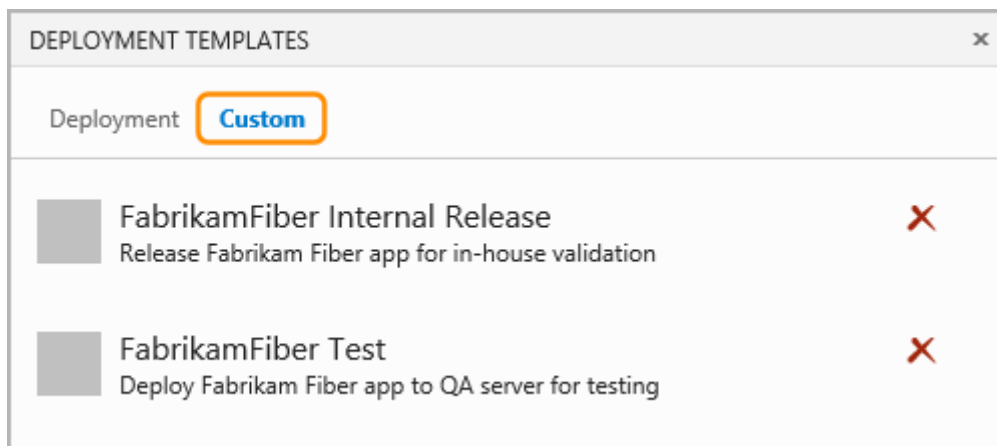 DEPLOYMENT TEMPLATES
Deployment Custom
FabrikamFiber Internal Release
Release Fabrikam Fiber app for in-house validation
FabrikamFiber Test
Deploy Fabrikam Fiber app to QA server for testing